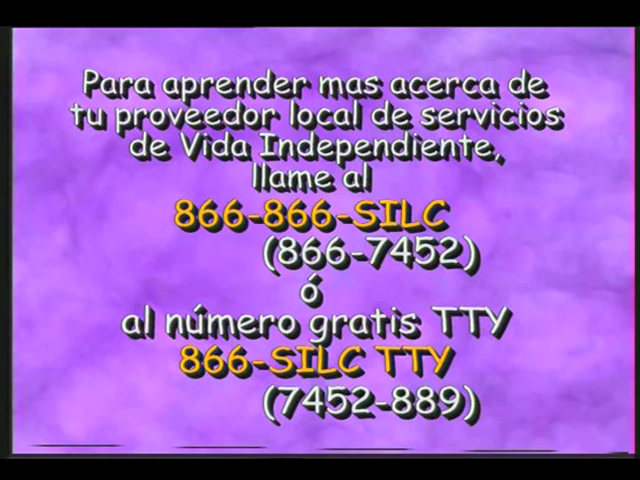 Para aprender mas acerca de
tu proveedor local de servicios
de Vida Independiente,
llame al
866-866-SILC
(866-7452)
ó
al número gratis TTY
866-SILC TTY
(7452-889)